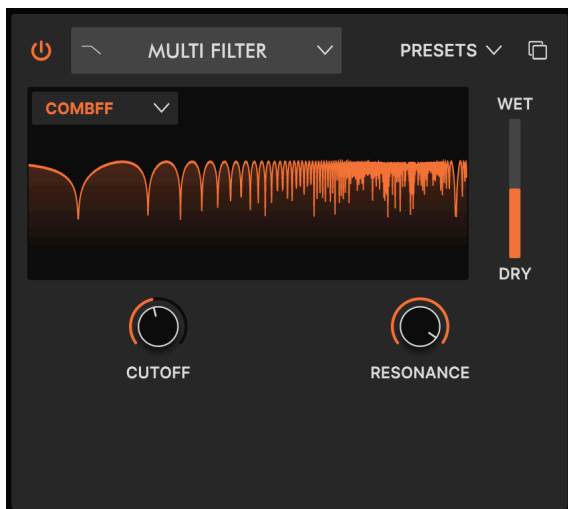 MULTI FILTER
PRESETS
COMBFF
WET
DRY
CUTOFF
RESONANCE